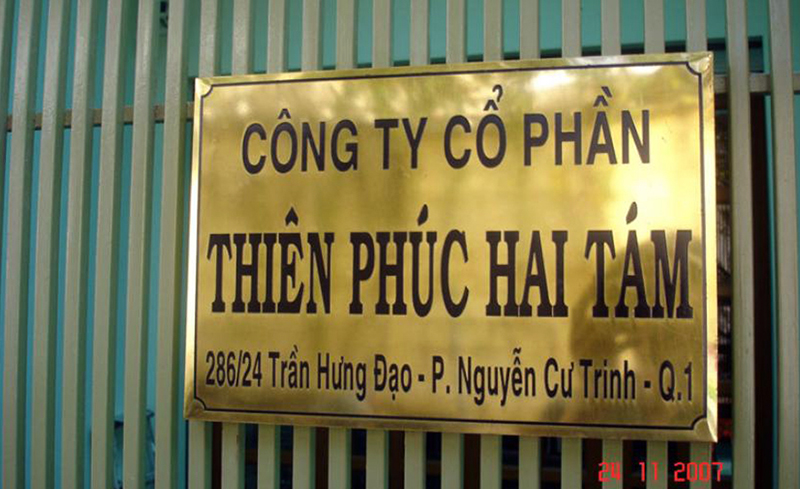 CÔNG TY CỔ PHẦN
THIÊN PHÚC HAI TÁM
286/24 Trần Hưng Đạo - P. Nguyễn Cư Trinh - Q.1
24 11 2007